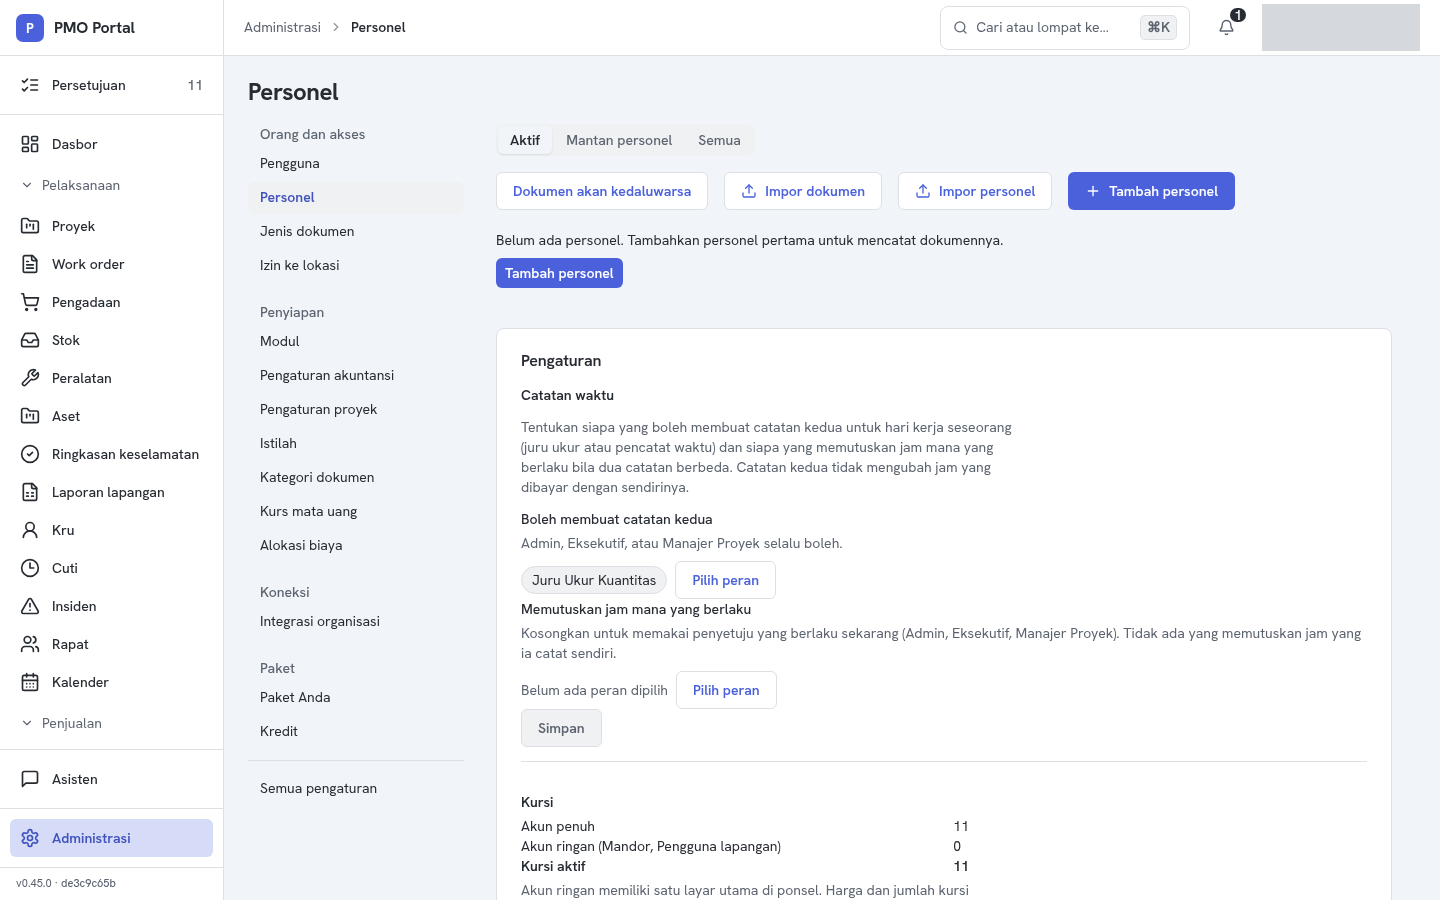 P PMO Portal
Administrasi > Personel
Cari atau lompat ke... ⌘K
1
Persetujuan 11
Dasbor
Pelaksanaan
Proyek
Work order
Pengadaan
Stok
Peralatan
Aset
Ringkasan keselamatan
Laporan lapangan
Kru
Cuti
Insiden
Rapat
Kalender
Penjualan
Asisten
Administrasi
v0.45.0 · de3c9c65b
Personel
Orang dan akses
Pengguna
Personel
Jenis dokumen
Izin ke lokasi
Penyiapan
Modul
Pengaturan akuntansi
Pengaturan proyek
Istilah
Kategori dokumen
Kurs mata uang
Alokasi biaya
Koneksi
Integrasi organisasi
Paket
Paket Anda
Kredit
Semua pengaturan
Aktif Mantan personel Semua
Dokumen akan kedaluwarsa Impor dokumen Impor personel Tambah personel
Belum ada personel. Tambahkan personel pertama untuk mencatat dokumennya.
Tambah personel
Pengaturan
Catatan waktu
Tentukan siapa yang boleh membuat catatan kedua untuk hari kerja seseorang
(juru ukur atau pencatat waktu) dan siapa yang memutuskan jam mana yang
berlaku bila dua catatan berbeda. Catatan kedua tidak mengubah jam yang
dibayar dengan sendirinya.
Boleh membuat catatan kedua
Admin, Eksekutif, atau Manajer Proyek selalu boleh.
Juru Ukur Kuantitas Pilih peran
Memutuskan jam mana yang berlaku
Kosongkan untuk memakai penyetuju yang berlaku sekarang (Admin, Eksekutif, Manajer Proyek). Tidak ada yang memutuskan jam yang
ia catat sendiri.
Belum ada peran dipilih Pilih peran
Simpan
Kursi
Akun penuh 11
Akun ringan (Mandor, Pengguna lapangan) 0
Kursi aktif 11
Akun ringan memiliki satu layar utama di ponsel. Harga dan jumlah kursi